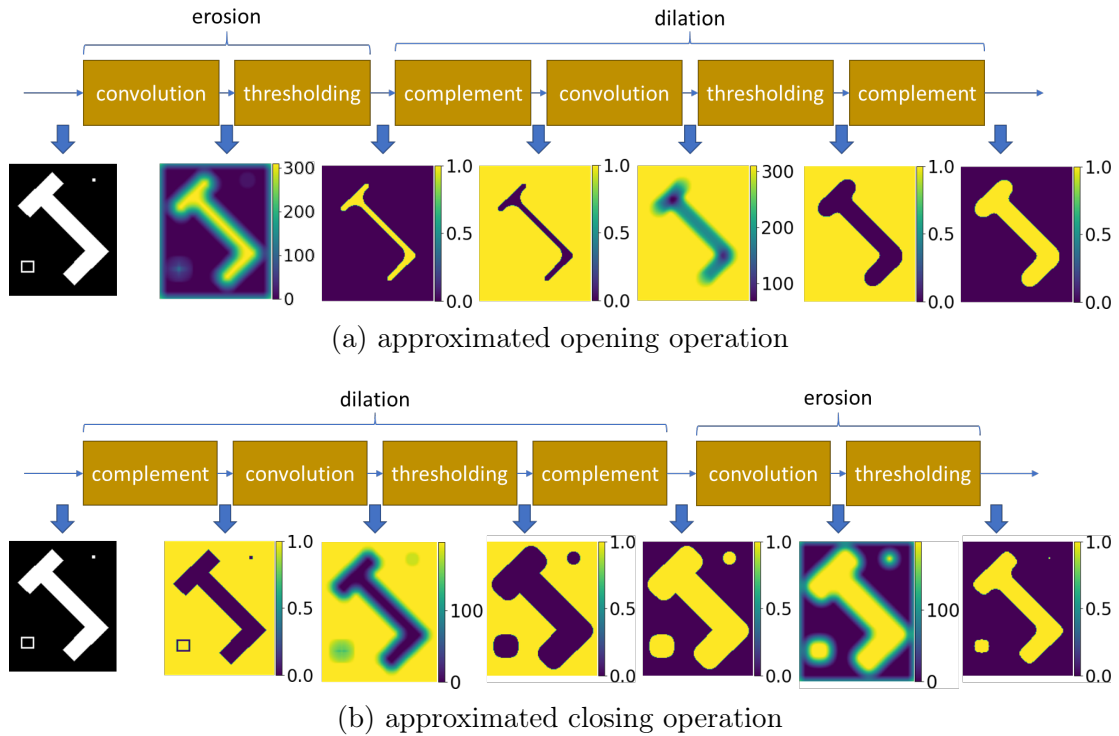 erosion dilation
convolution thresholding complement convolution thresholding complement
300 1.0 1.0 300 1.0 1.0
200 0.5 0.5 200 0.5 0.5
100 100
0 0.0 0.0 0.0 0.0
(a) approximated opening operation
dilation erosion
complement convolution thresholding complement convolution thresholding
1.0 1.0 1.0 1.0
0.5 100 0.5 0.5 100 0.5
0.0 0 0.0 0.0 0 0.0
(b) approximated closing operation